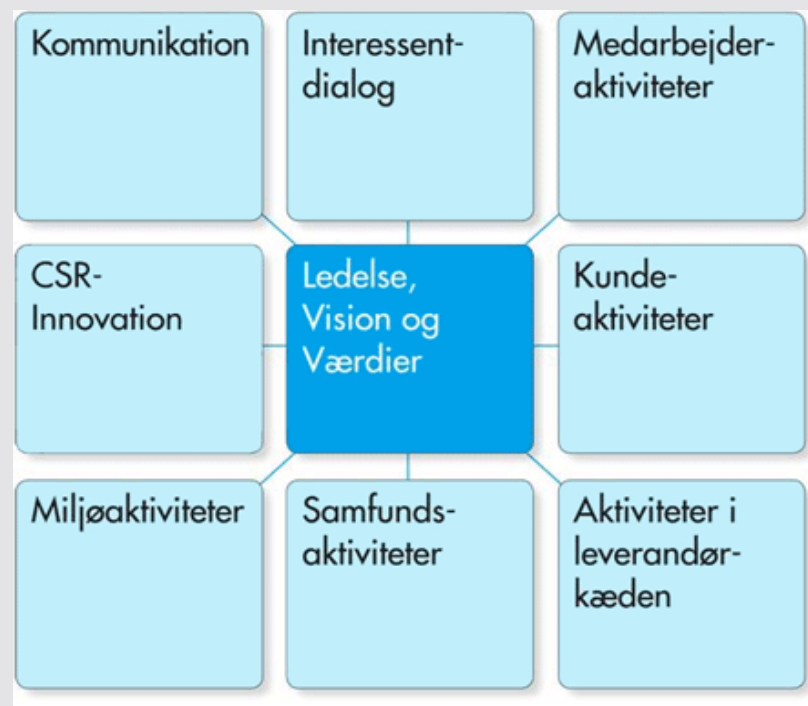 Kommunikation
Interessent-
dialog
Medarbejder-
aktiviteter
CSR-
Innovation
Ledelse,
Vision og
Værdier
Kunde-
aktiviteter
Miljøaktiviteter
Samfunds-
aktiviteter
Aktiviteter i
leverandør-
kæden